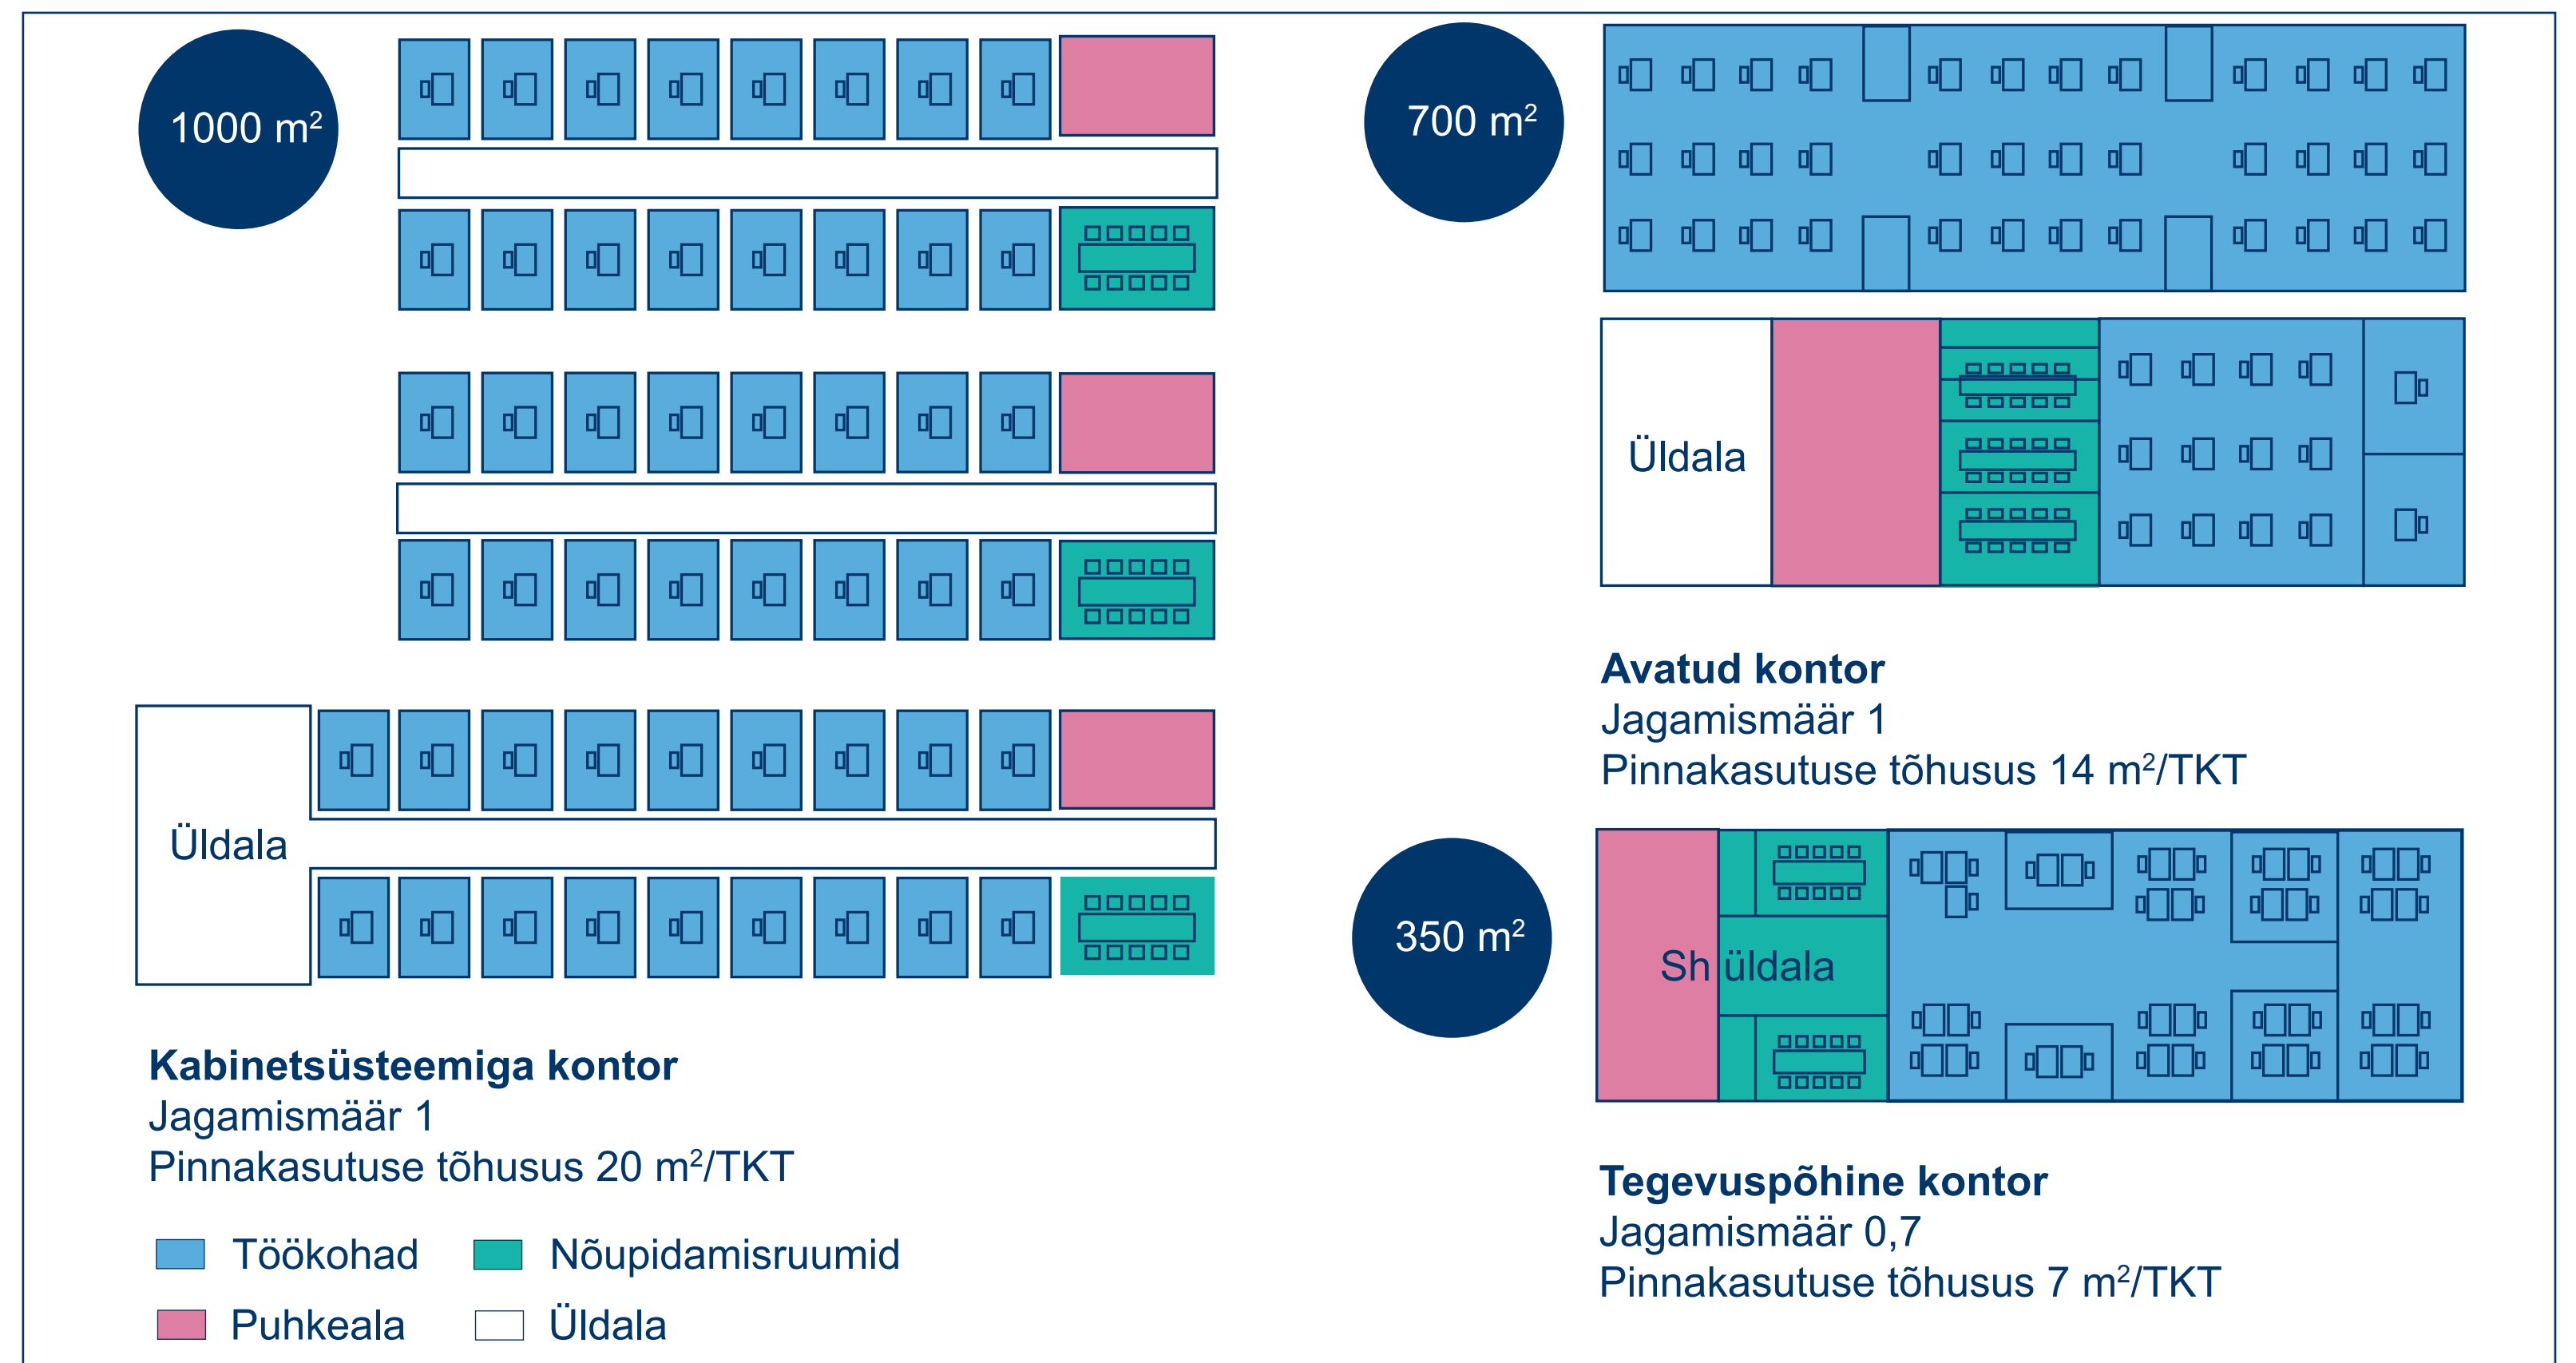 1000 m²
Üldala
Kabinetsüsteemiga kontor
Jagamismäär 1
Pinnakasutuse tõhusus 20 m²/TKT
Töökohad
Nõupidamisruumid
Puhkeala
Üldala
700 m²
Üldala
Avatud kontor
Jagamismäär 1
Pinnakasutuse tõhusus 14 m²/TKT
350 m²
Sh üldala
Tegevuspõhine kontor
Jagamismäär 0,7
Pinnakasutuse tõhusus 7 m²/TKT